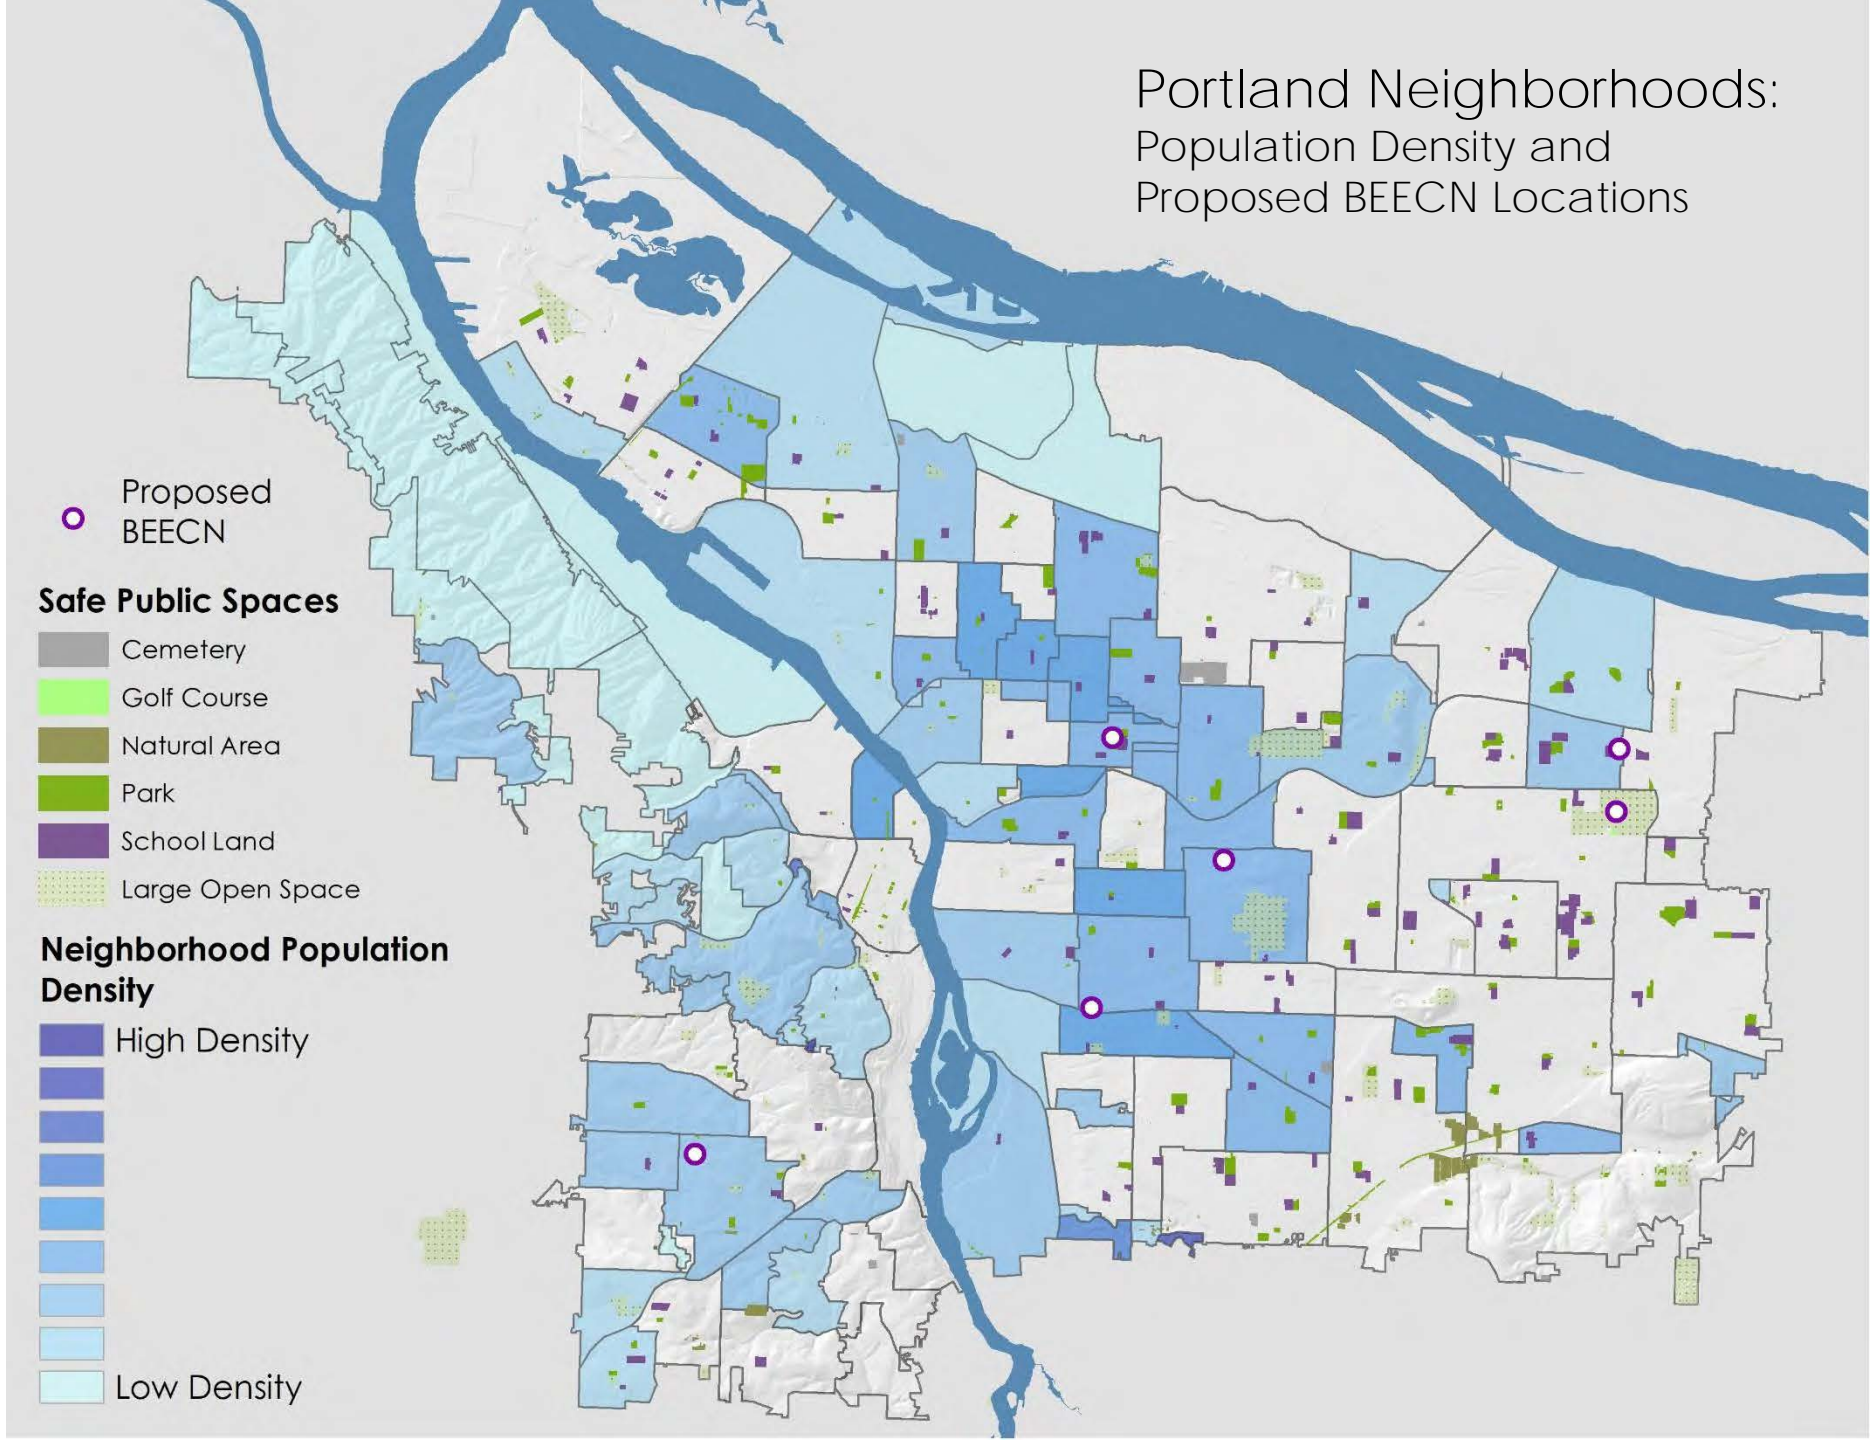 Portland Neighborhoods:
Population Density and
Proposed BEECN Locations
Proposed
BEECN
Safe Public Spaces
Cemetery
Golf Course
Natural Area
Park
School Land
Large Open Space
Neighborhood Population
Density
High Density
Low Density